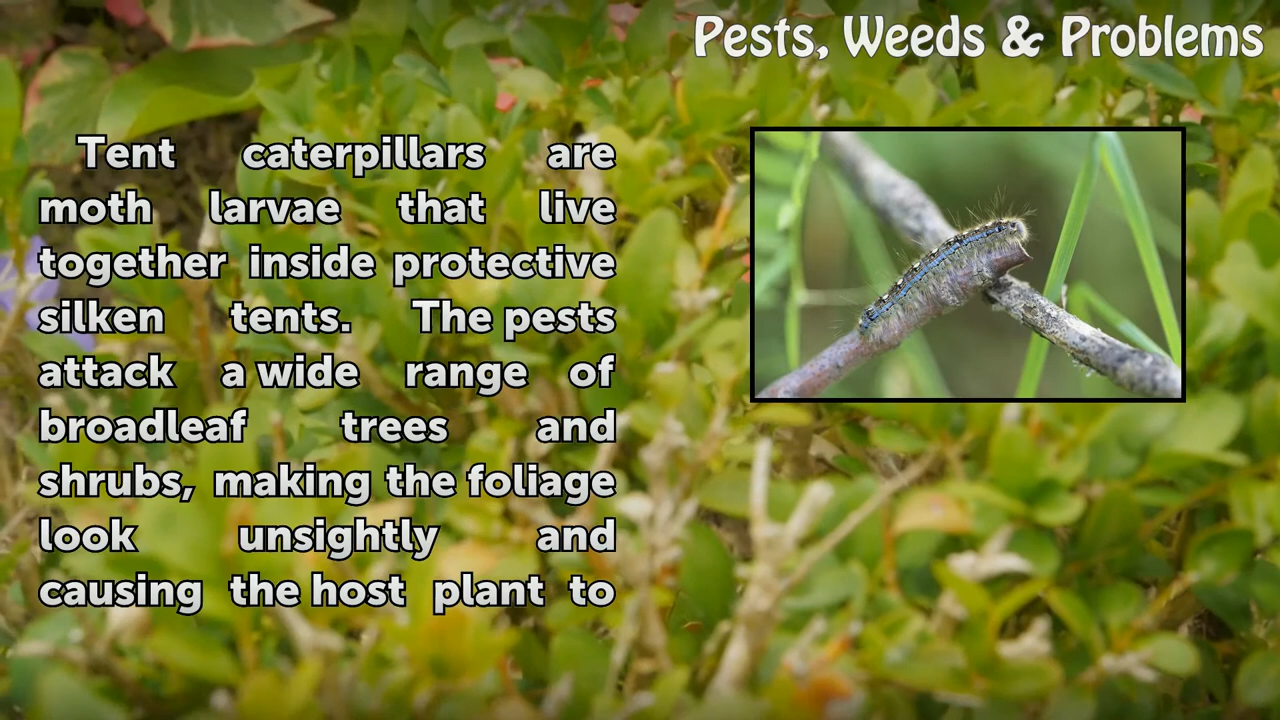 Pests, Weeds & Problems
Tent caterpillars are
moth larvae that live
together inside protective
silken tents. The pests
attack a wide range of
broadleaf trees and
shrubs, making the foliage
look unsightly and
causing the host plant to